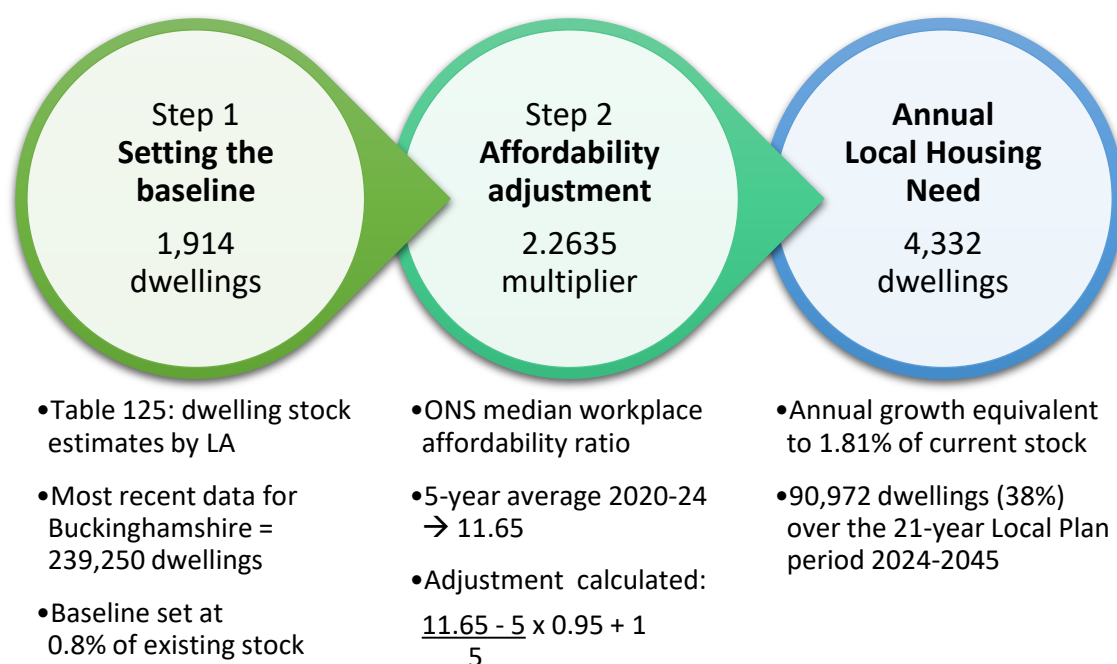 Step 1
Setting the
baseline
1,914
dwellings
Step 2
Affordability
adjustment
2.2635
multiplier
Annual
Local Housing
Need
4,332
dwellings
•Table 125: dwelling stock
estimates by LA
•Most recent data for
Buckinghamshire =
239,250 dwellings
•Baseline set at
0.8% of existing stock
•ONS median workplace
affordability ratio
•5-year average 2020-24
→ 11.65
•Adjustment calculated:
11.65 - 5 x 0.95 + 1
5
•Annual growth equivalent
to 1.81% of current stock
•90,972 dwellings (38%)
over the 21-year Local Plan
period 2024-2045